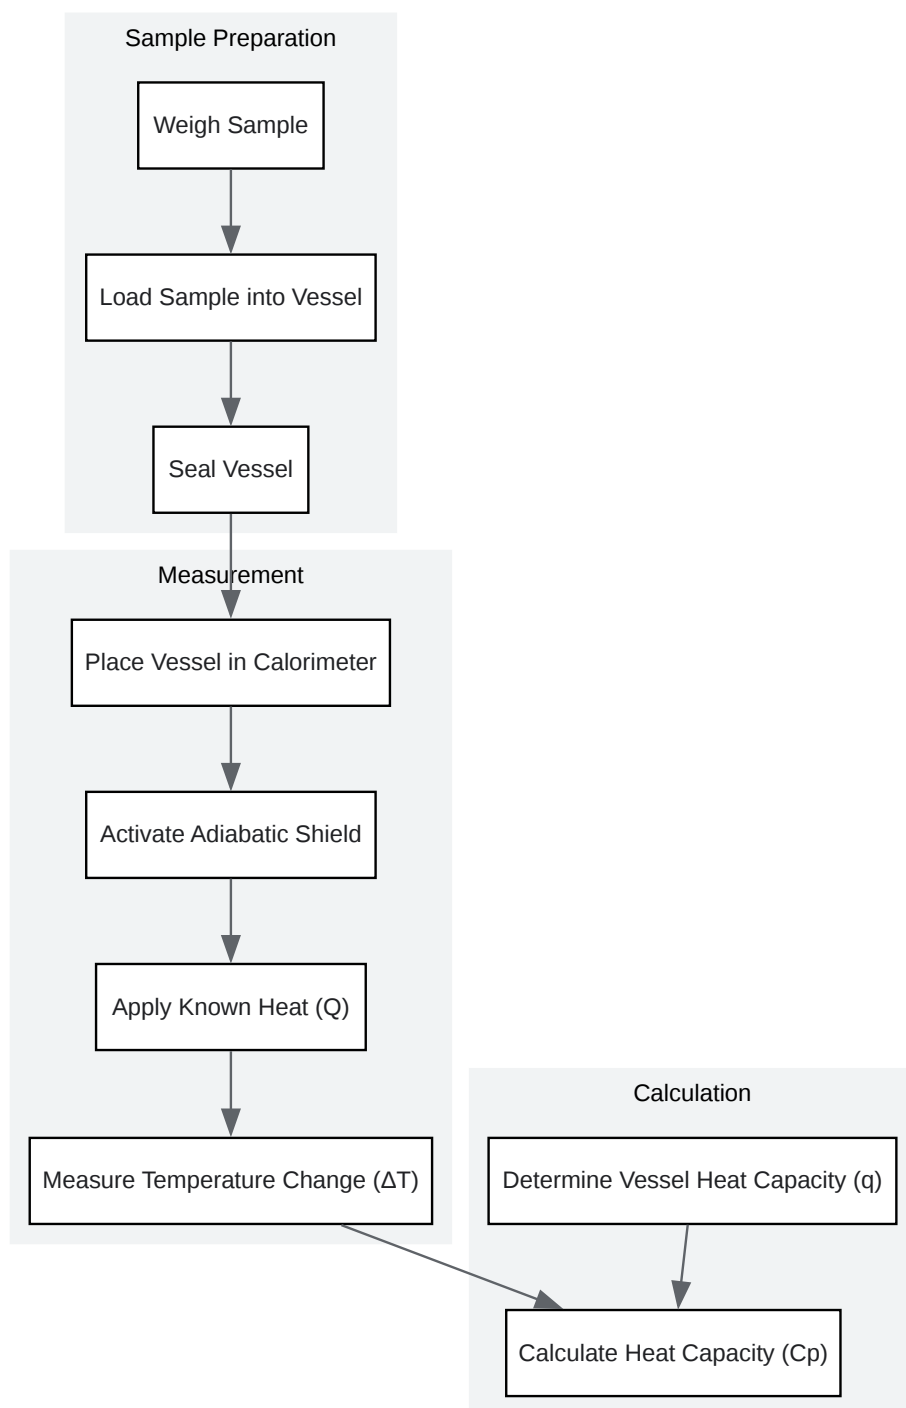 Sample Preparation
Weigh Sample
Load Sample into Vessel
Seal Vessel
Measurement
Place Vessel in Calorimeter
Activate Adiabatic Shield
Apply Known Heat (Q)
Measure Temperature Change (ΔT)
Calculation
Determine Vessel Heat Capacity (q)
Calculate Heat Capacity (Cp)